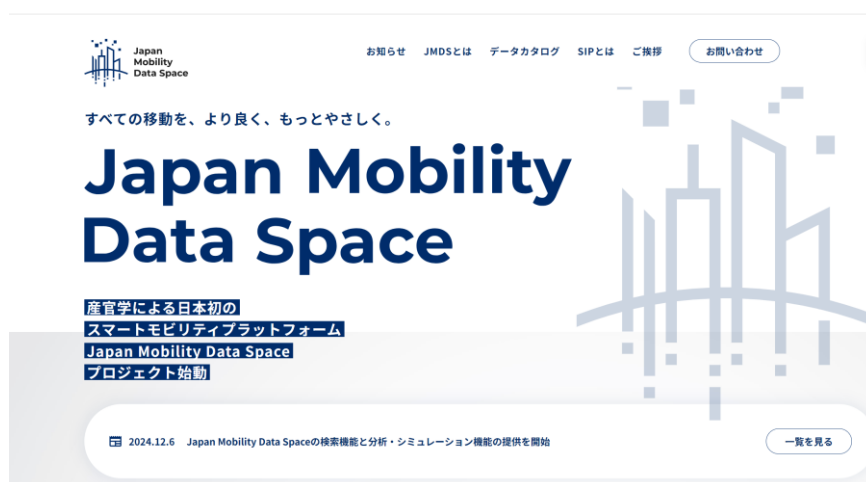 Japan
Mobility
Data Space
お知らせ JMDSとは データカタログ SIPとは ご挨拶 お問い合わせ
すべての移動を、より良く、もっとやさしく。
Japan Mobility
Data Space
産官学による日本初の
スマートモビリティプラットフォーム
Japan Mobility Data Space
プロジェクト始動
2024.12.6 Japan Mobility Data Spaceの検索機能と分析・シミュレーション機能の提供を開始 一覧を見る